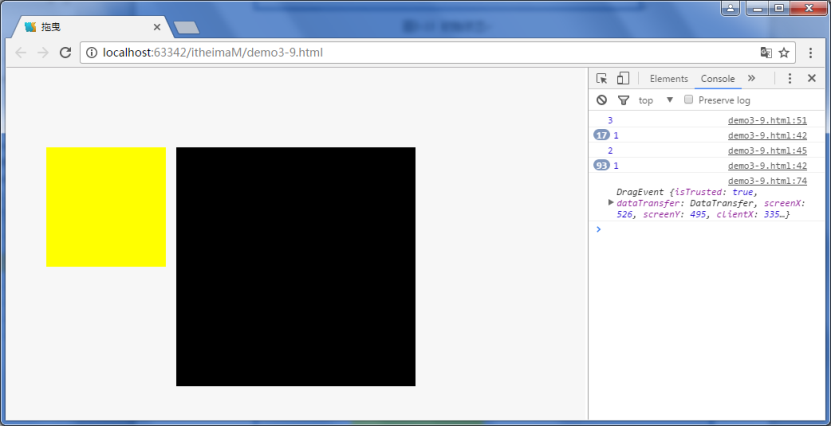 拖曳
localhost:63342/itheimaM/demo3-9.html
Elements Console »
top Preserve log
3 demo3-9.html:51
17 1 demo3-9.html:42
2 demo3-9.html:45
93 1 demo3-9.html:42
demo3-9.html:74
DragEvent {isTrusted: true,
dataTransfer: DataTransfer, screenX:
526, screenY: 495, clientX: 335…}